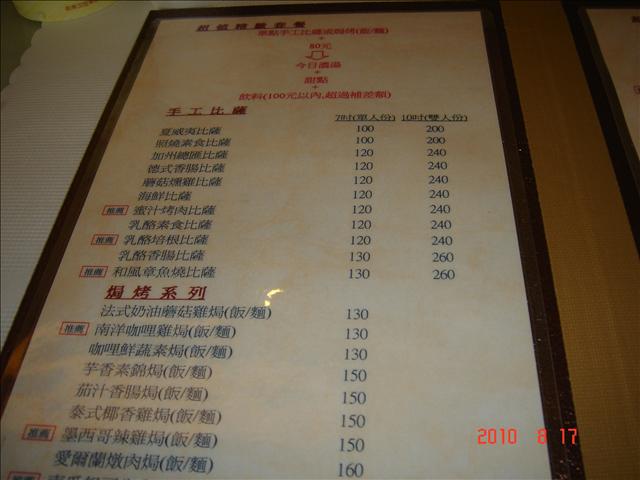 超值精緻套餐
單點手工比薩或焗烤(飯/麵)
+
80元
今日濃湯
+
甜點
+
飲料(100元以內,超過補差額)
手工比薩 7吋(單人份) 10吋(雙人份)
夏威夷比薩 100 200
照燒素食比薩 100 200
加州總匯比薩 120 240
德式香腸比薩 120 240
蘑菇燻雞比薩 120 240
海鮮比薩 120 240
推薦 蜜汁烤肉比薩 120 240
乳酪素食比薩 120 240
推薦 乳酪培根比薩 120 240
乳酪香腸比薩 130 260
推薦 和風章魚燒比薩 130 260
焗烤系列
法式奶油蘑菇雞焗(飯/麵) 130
推薦 南洋咖哩雞焗(飯/麵) 130
咖哩鮮蔬素焗(飯/麵) 130
芋香素錦焗(飯/麵) 150
茄汁香腸焗(飯/麵) 150
泰式椰香雞焗(飯/麵) 150
推薦 墨西哥辣雞焗(飯/麵) 150
愛爾蘭燉肉焗(飯/麵) 160
推薦
2010 8 17